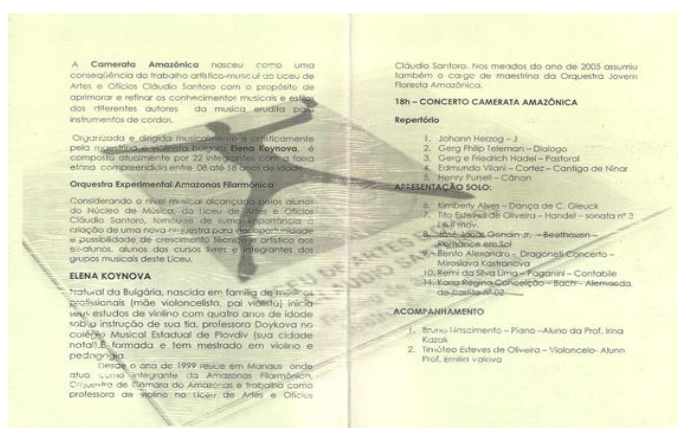 A Camerata Amazônica nasceu como uma
conseqüência do trabalho artístico-musical do Liceu de
Artes e Ofícios Cláudio Santoro com o propósito de
aprimorar e refinar os conhecimentos musicais e estilos
dos diferentes autores da musica erudita para
instrumentos de cordas.
Organizada e dirigida musicalmente e artisticamente
pela maestrina e violinista búlgara Elena Koynova, é
composta atualmente por 22 integrantes com a faixa
etária compreendida entre 08 até 18 anos de idade.
Orquestra Experimental Amazonas Filarmônica
Considerando o nível musical alcançado pelos alunos
do Núcleo de Música, do Liceu de Artes e Ofícios
Cláudio Santoro, tornou-se de suma importância a
criação de uma nova orquestra para dar oportunidade
e possibilidade de crescimento técnico e artístico aos
ex-alunos, alunos dos cursos livres e integrantes dos
grupos musicais deste Liceu.
ELENA KOYNOVA
Natural da Bulgária, nascida em família de músicos
profissionais (mãe violoncelista, pai violista) inicia
seus estudos de violino com quatro anos de idade
sob a instrução de sua tia, professora Doykova no
colégio Musical Estadual de Plovdiv (sua cidade
natal). É formada e tem mestrado em violino e
pedagogia.
Desde o ano de 1999 reside em Manaus, onde
atua como integrante da Amazonas Filarmônica,
Orquestra de Câmara do Amazonas e trabalha como
professora de violino no Liceu de Artes e Ofícios
Cláudio Santoro. Nos meados do ano de 2005 assumiu
também o cargo de maestrina da Orquestra Jovem
Floresta Amazônica.
18h – CONCERTO CAMERATA AMAZÔNICA
Repertório
1. Johann Herzog – J
2. Gerg Philip Teleman – Dialogo
3. Gerg e Friedrich Hadel – Pastoral
4. Edmundo Vilani – Cortez – Cantiga de Ninar
5. Henry Pursell – Cânon
APRESENTAÇÃO SOLO:
6. Kimberly Alves – Dança de C. Gleuck
7. Tito Esteves de Oliveira – Handel – sonata nº 3
I e II mov.
8. José Jonas Gondin Jr. – Beathoven –
Romance em Sol
9. Bento Alexandro – Dragoneti Concerto –
Miroslava Kastranova
10. Remi da Silva Lima – Paganini – Contabile
11. Karla Regina Conceição – Bach – Alemanda
de partita nº 02
ACOMPANHAMENTO
1. Bruno Nascimento – Piano – Aluno da Prof. Irina
Kazak
2. Timóteo Esteves de Oliveira – Violoncelo- Alunn
Prof. Emilia Valova